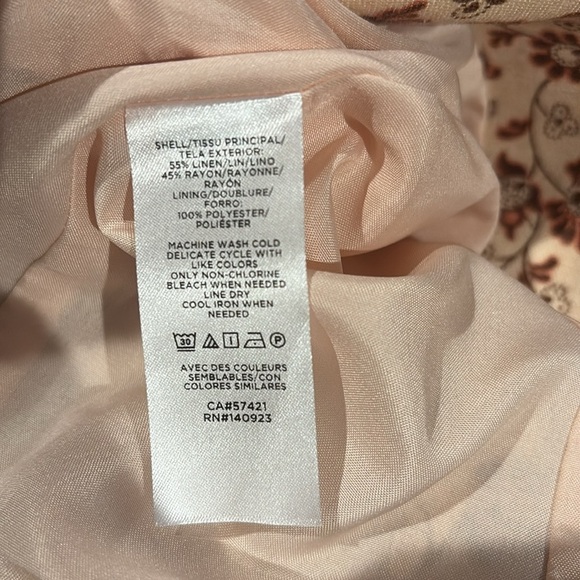 SHELL/TISSU PRINCIPAL/
TELA EXTERIOR:
55% LINEN/LIN/LINO
45% RAYON/RAYONNE/
RAYÓN
LINING/DOUBLURE/
FORRO:
100% POLYESTER/
POLIÉSTER
MACHINE WASH COLD
DELICATE CYCLE WITH
LIKE COLORS
ONLY NON-CHLORINE
BLEACH WHEN NEEDED
LINE DRY
COOL IRON WHEN
NEEDED
30 P
AVEC DES COULEURS
SEMBLABLES/CON
COLORES SIMILARES
CA#57421
RN#140923